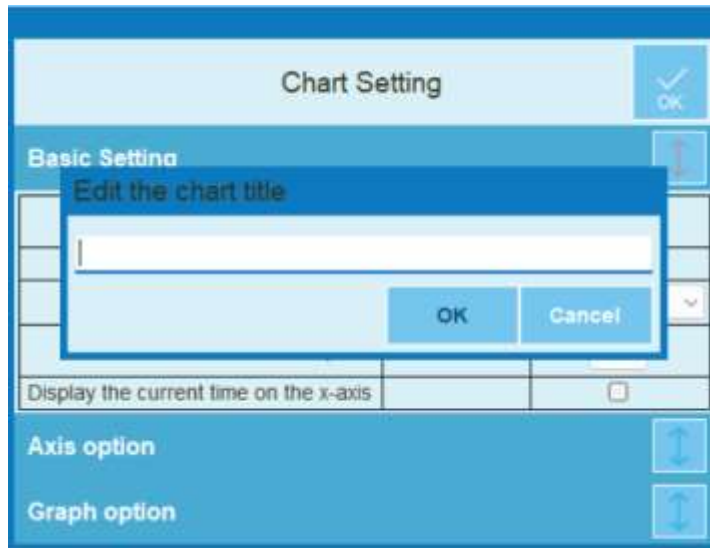 Chart Setting
OK
Basic Setting
Edit the chart title
OK Cancel
Display the current time on the x-axis
Axis option
Graph option